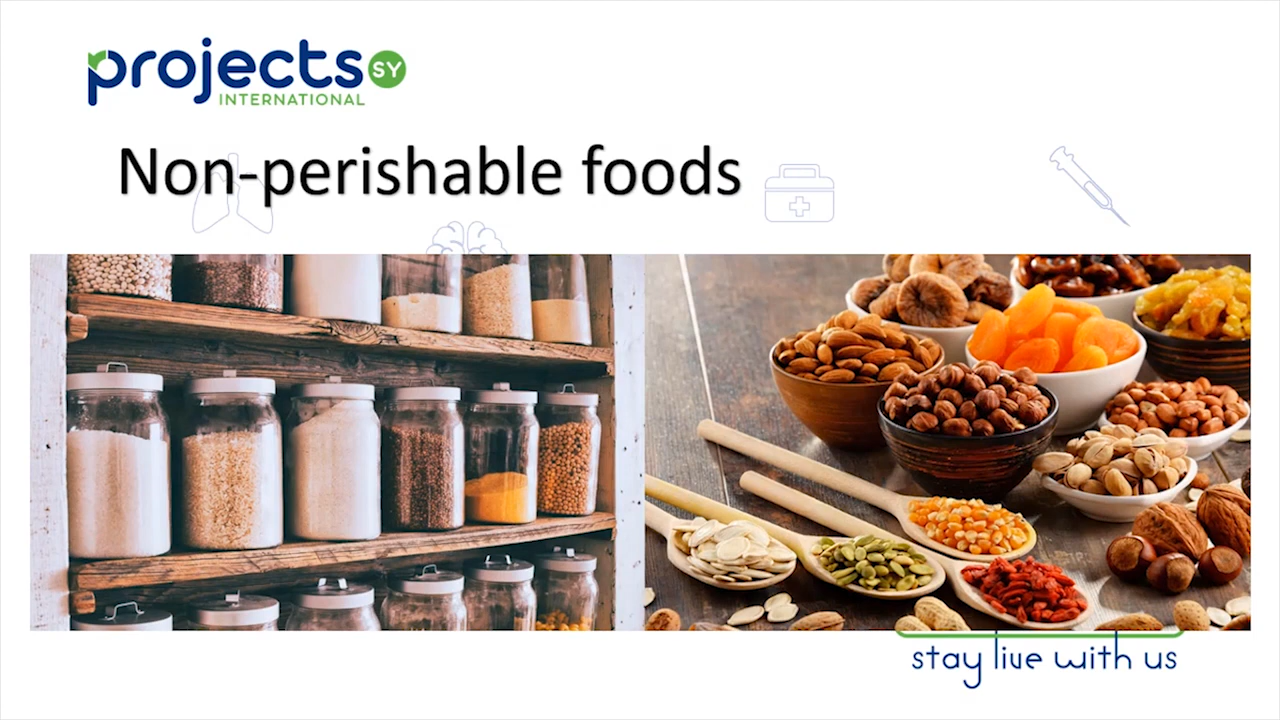 projects SY
INTERNATIONAL
Non-perishable foods
stay live with us